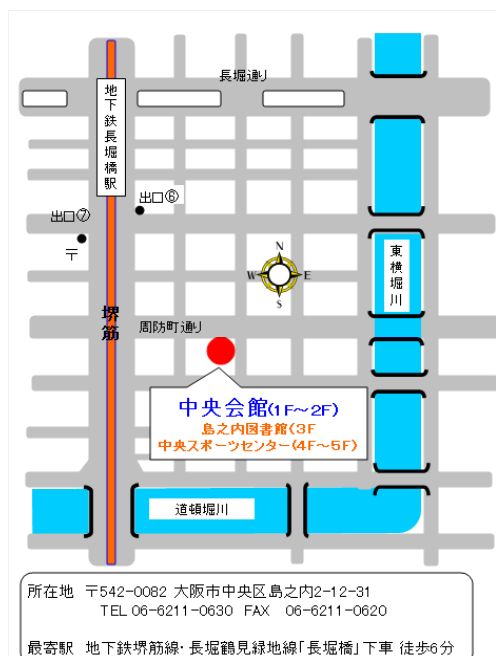 長堀通り
地下鉄長堀橋駅
出口⑥
出口⑦
〒
N
W E
S
東横堀川
堺筋
周防町通り
中央会館(1F～2F)
島之内図書館(3F
中央スポーツセンター(4F～5F)
道頓堀川
所在地 〒542-0082 大阪市中央区島之内2-12-31
TEL 06-6211-0630 FAX 06-6211-0620
最寄駅 地下鉄堺筋線・長堀鶴見緑地線「長堀橋」下車 徒歩6分